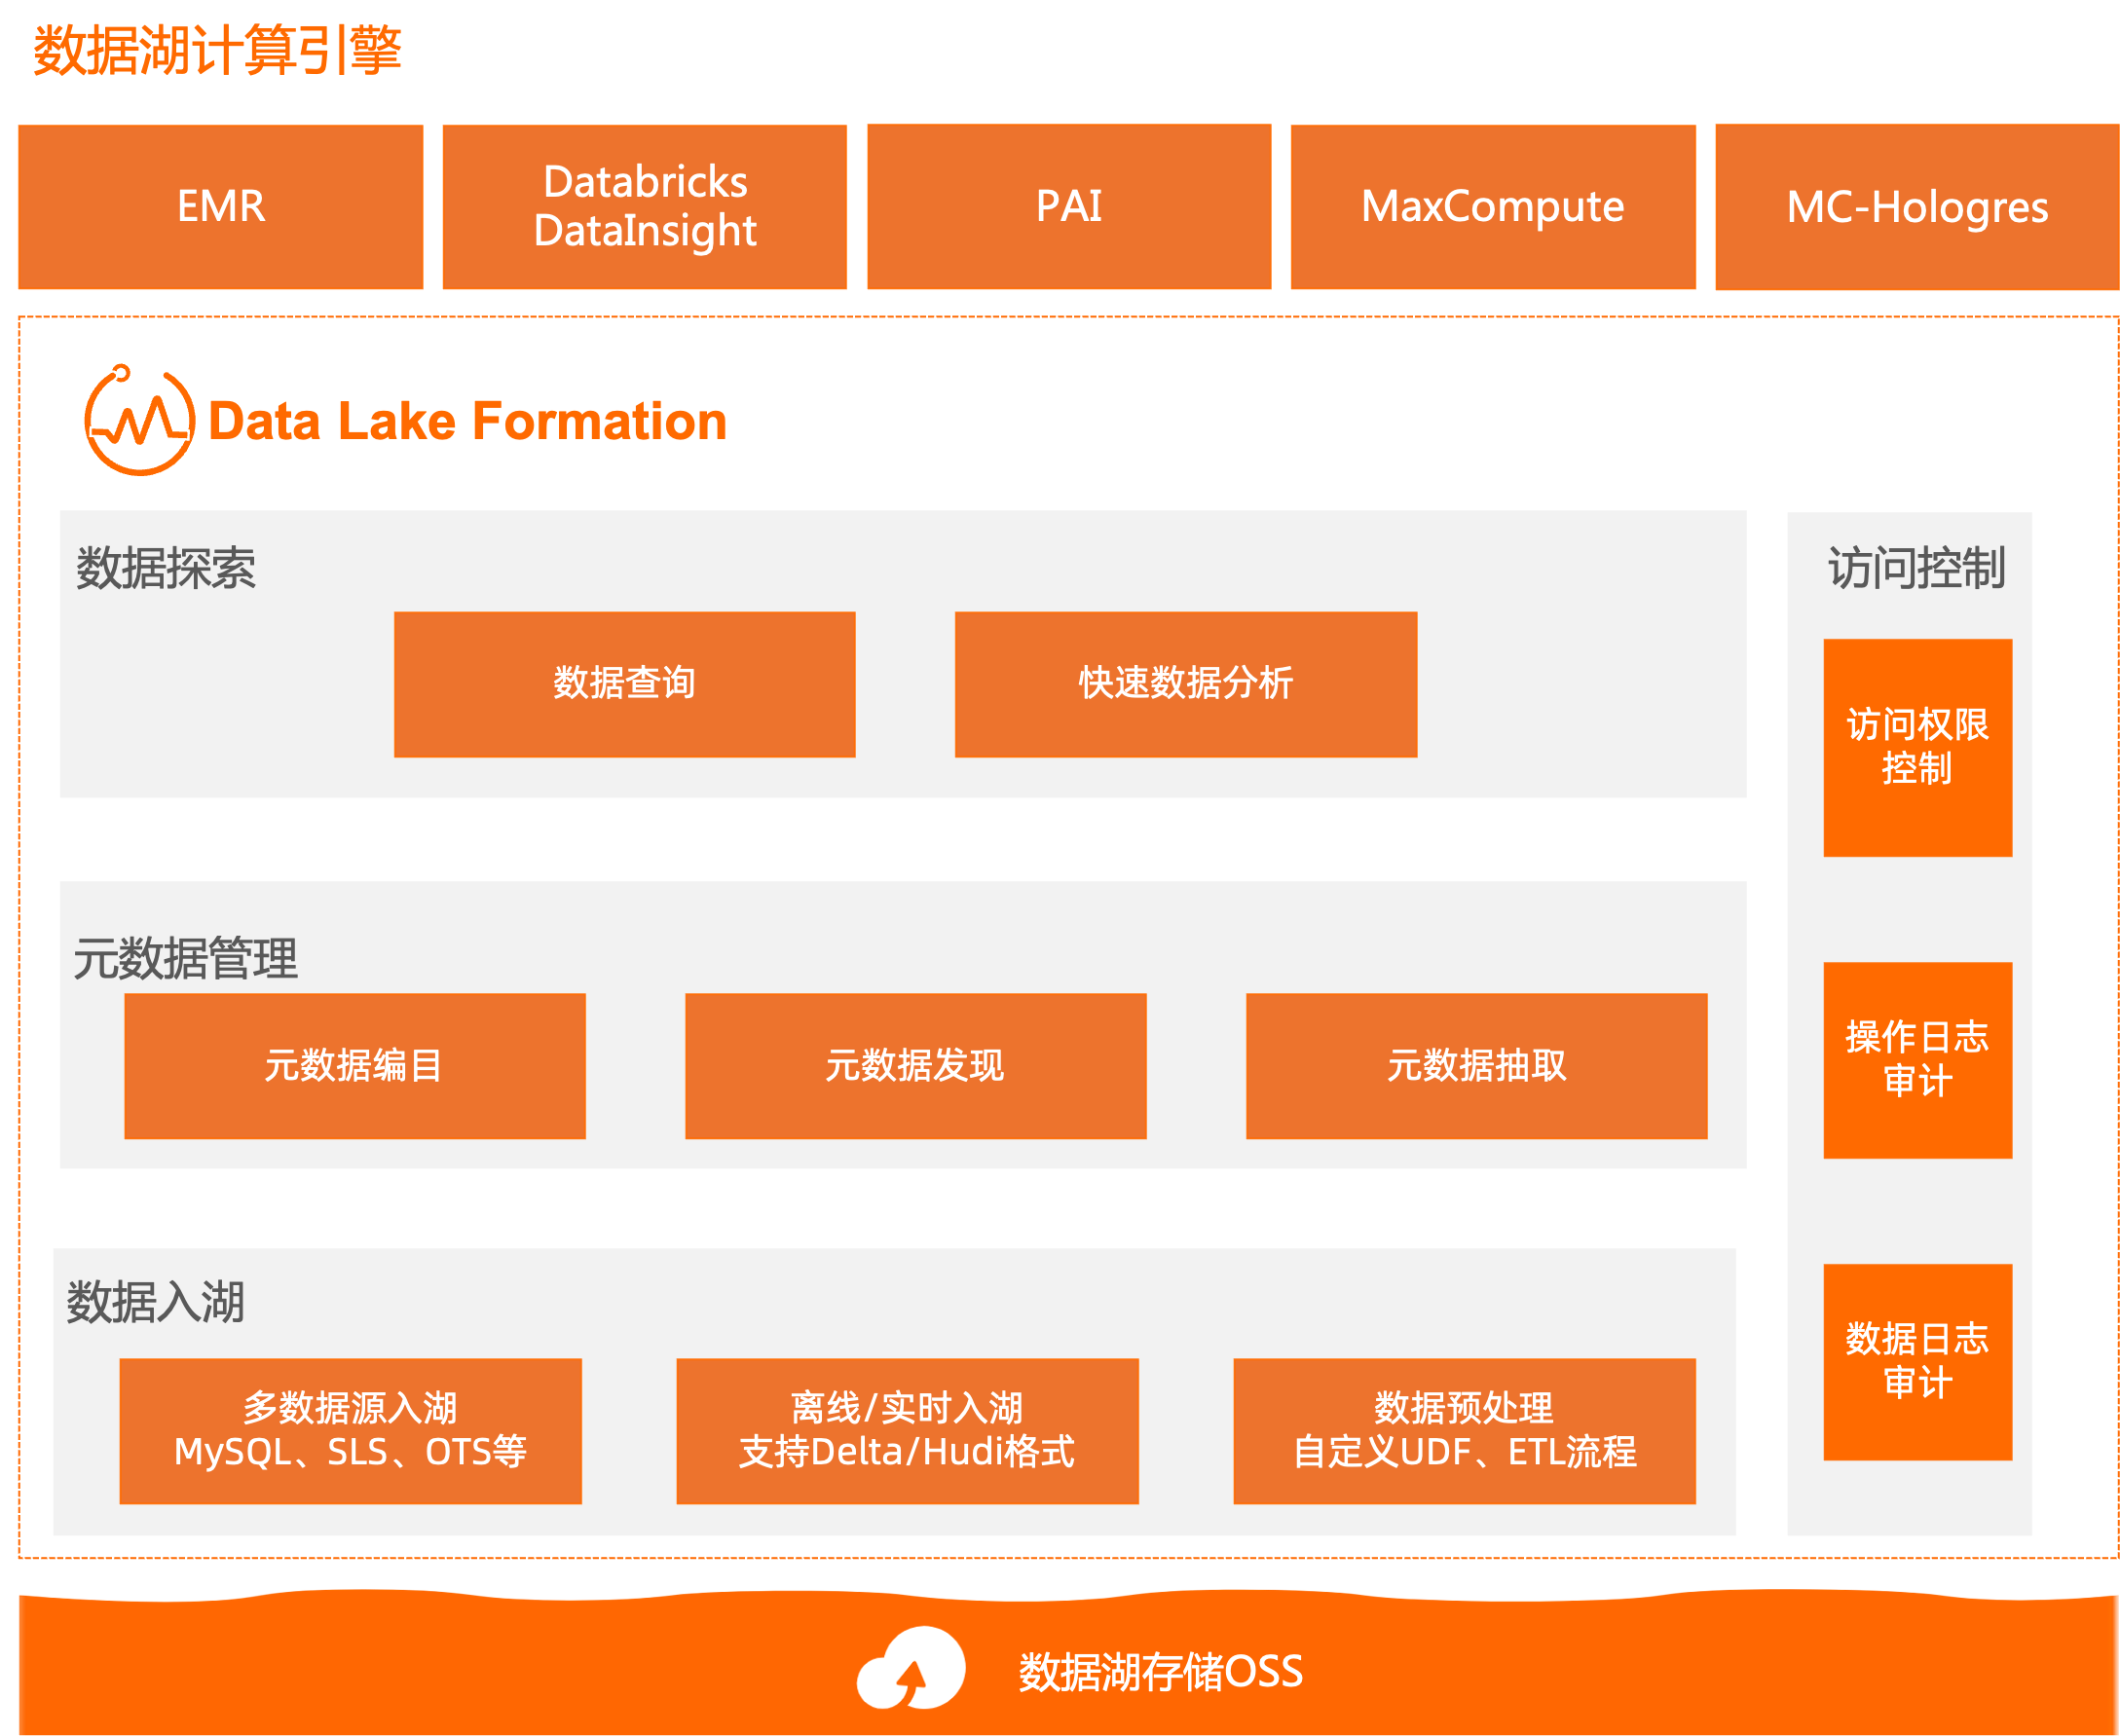 数据湖计算引擎
EMR
Databricks
DataInsight
PAI
MaxCompute
MC-Hologres
Data Lake Formation
数据探索
数据查询
快速数据分析
元数据管理
元数据编目
元数据发现
元数据抽取
数据入湖
多数据源入湖
MySQL、SLS、OTS等
离线/实时入湖
支持Delta/Hudi格式
数据预处理
自定义UDF、ETL流程
访问控制
访问权限
控制
操作日志
审计
数据日志
审计
数据湖存储OSS